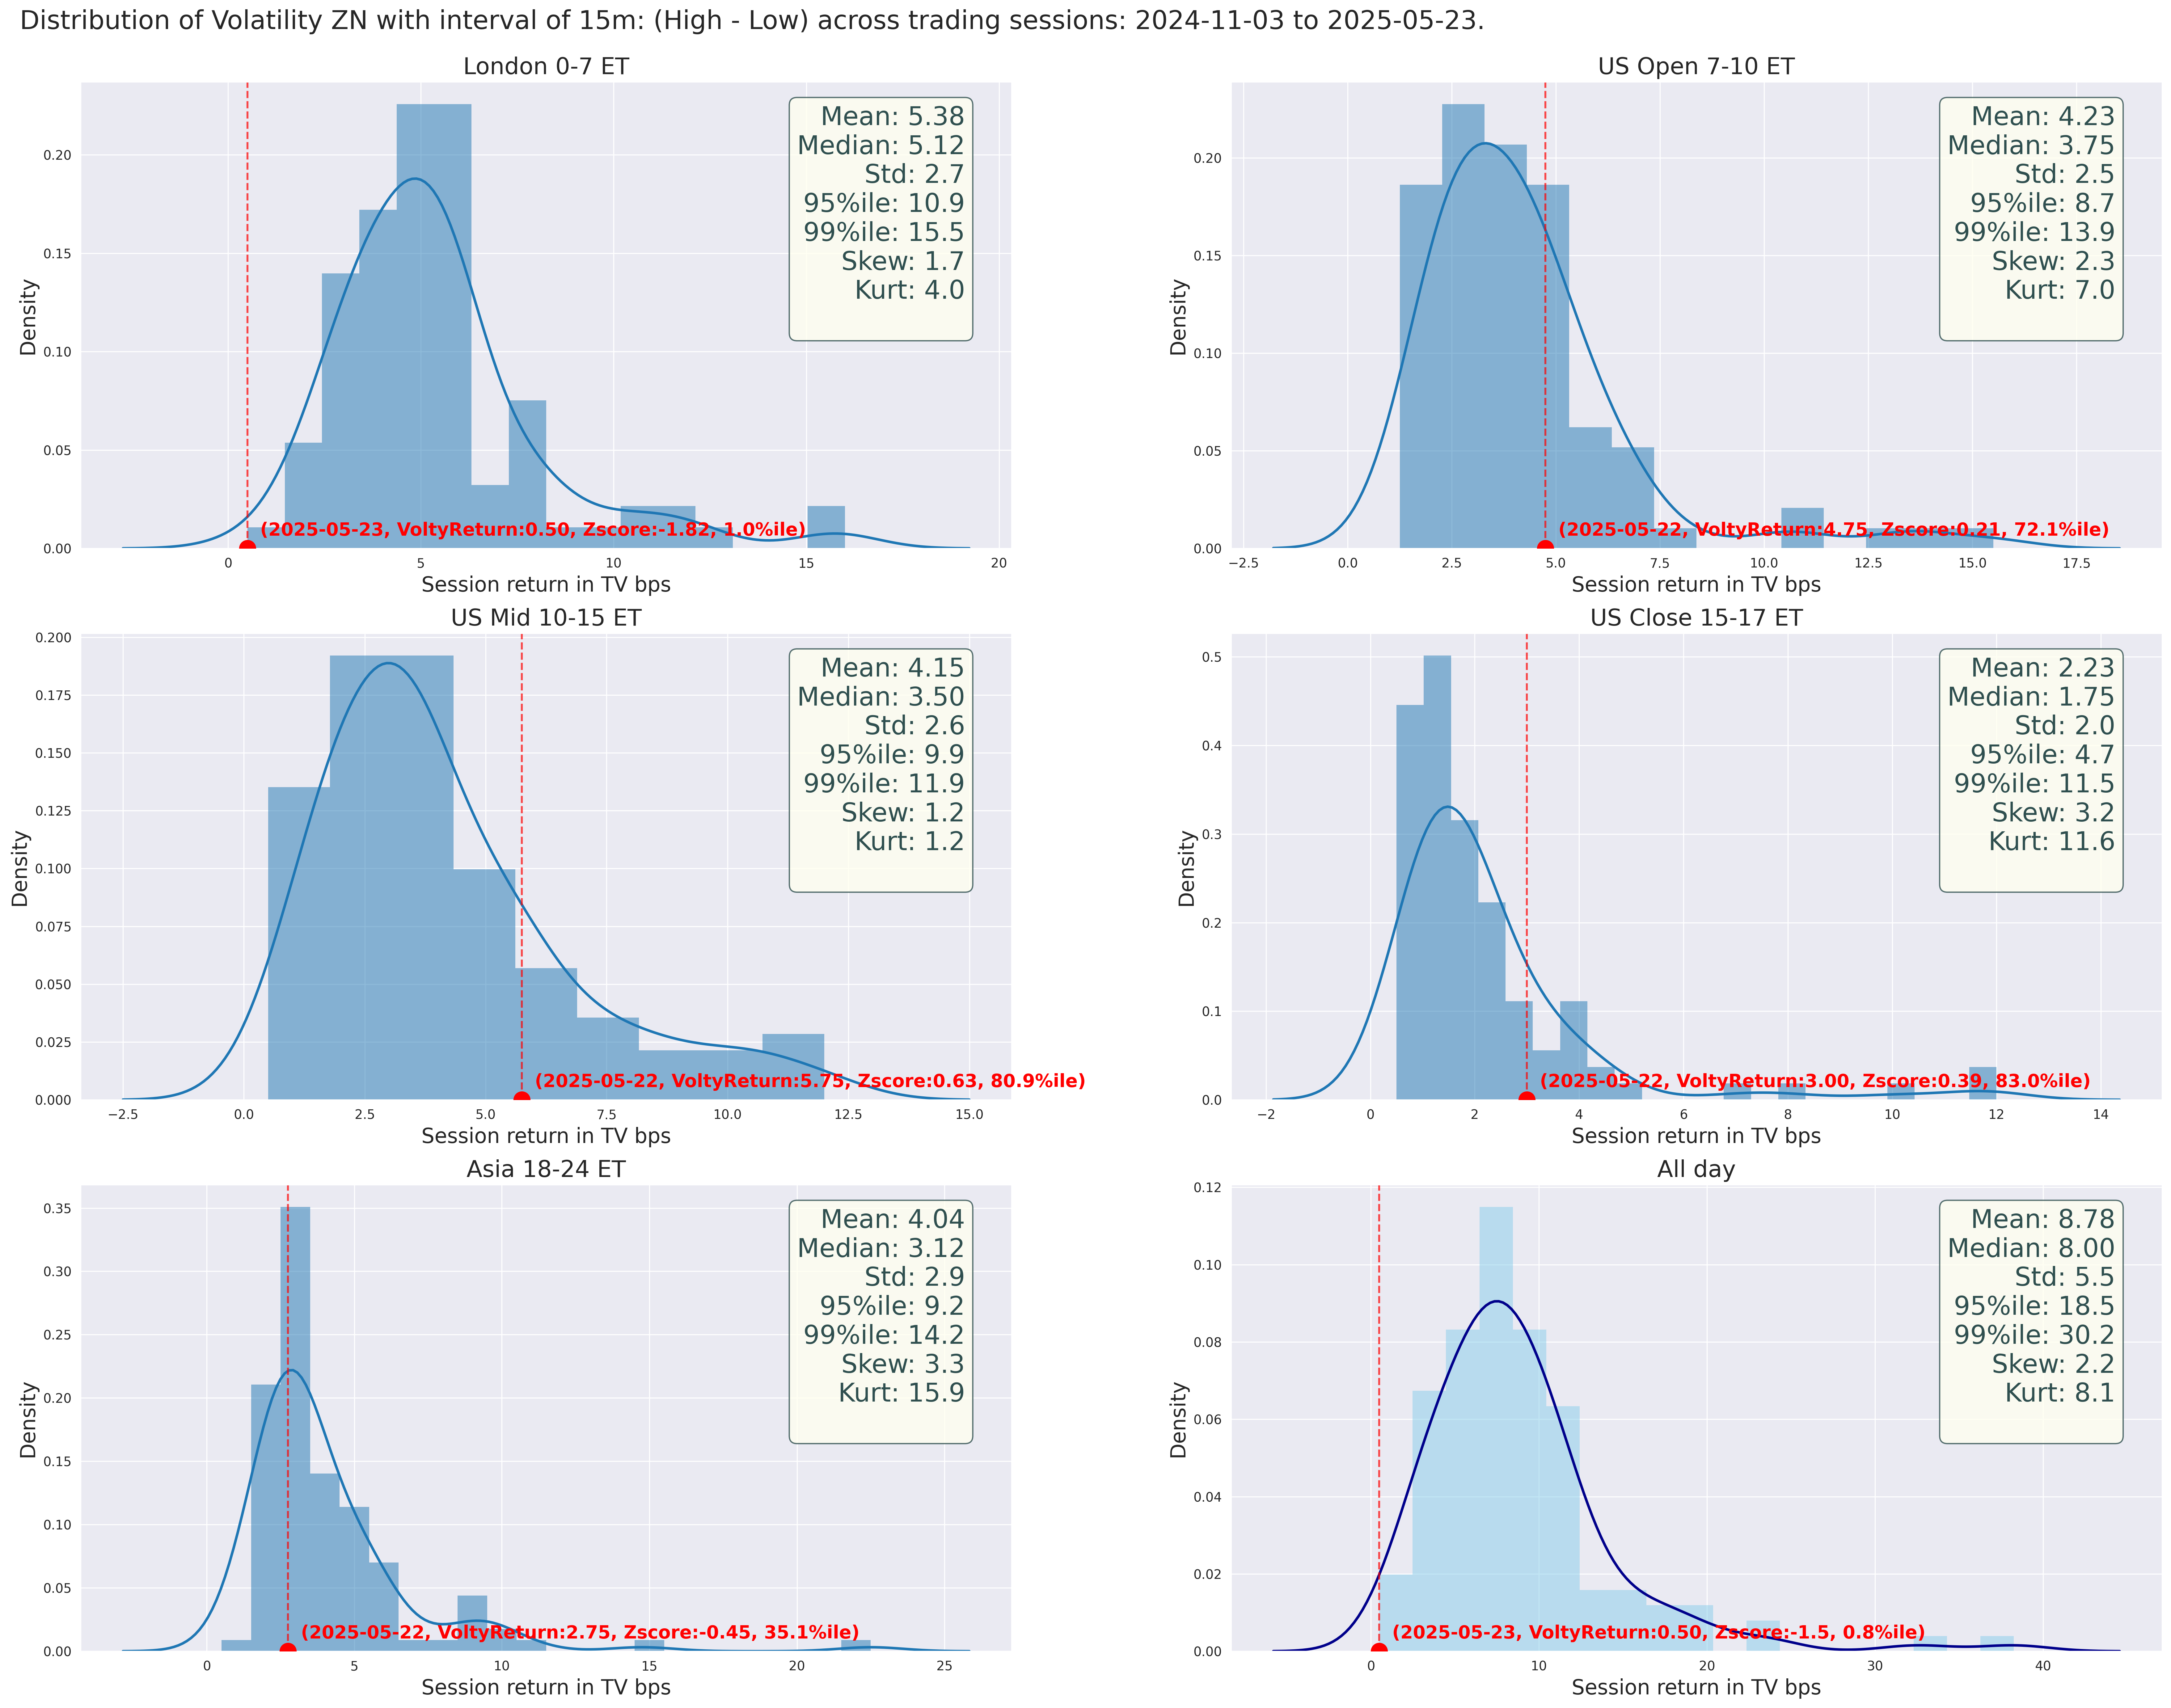 Distribution of Volatility ZN with interval of 15m: (High - Low) across trading sessions: 2024-11-03 to 2025-05-23.
London 0-7 ET
Mean: 5.38
Median: 5.12
Std: 2.7
95%ile: 10.9
99%ile: 15.5
Skew: 1.7
Kurt: 4.0
Density
0.20
0.15
0.10
0.05
0.00
(2025-05-23, VoltyReturn:0.50, Zscore:-1.82, 1.0%ile)
0 5 10 15 20
Session return in TV bps
US Open 7-10 ET
Mean: 4.23
Median: 3.75
Std: 2.5
95%ile: 8.7
99%ile: 13.9
Skew: 2.3
Kurt: 7.0
Density
0.20
0.15
0.10
0.05
0.00
(2025-05-22, VoltyReturn:4.75, Zscore:0.21, 72.1%ile)
−2.5 0.0 2.5 5.0 7.5 10.0 12.5 15.0 17.5
Session return in TV bps
US Mid 10-15 ET
Mean: 4.15
Median: 3.50
Std: 2.6
95%ile: 9.9
99%ile: 11.9
Skew: 1.2
Kurt: 1.2
Density
0.200
0.175
0.150
0.125
0.100
0.075
0.050
0.025
0.000
(2025-05-22, VoltyReturn:5.75, Zscore:0.63, 80.9%ile)
−2.5 0.0 2.5 5.0 7.5 10.0 12.5 15.0
Session return in TV bps
US Close 15-17 ET
Mean: 2.23
Median: 1.75
Std: 2.0
95%ile: 4.7
99%ile: 11.5
Skew: 3.2
Kurt: 11.6
Density
0.5
0.4
0.3
0.2
0.1
0.0
(2025-05-22, VoltyReturn:3.00, Zscore:0.39, 83.0%ile)
−2 0 2 4 6 8 10 12 14
Session return in TV bps
Asia 18-24 ET
Mean: 4.04
Median: 3.12
Std: 2.9
95%ile: 9.2
99%ile: 14.2
Skew: 3.3
Kurt: 15.9
Density
0.35
0.30
0.25
0.20
0.15
0.10
0.05
0.00
(2025-05-22, VoltyReturn:2.75, Zscore:-0.45, 35.1%ile)
0 5 10 15 20 25
Session return in TV bps
All day
Mean: 8.78
Median: 8.00
Std: 5.5
95%ile: 18.5
99%ile: 30.2
Skew: 2.2
Kurt: 8.1
Density
0.12
0.10
0.08
0.06
0.04
0.02
0.00
(2025-05-23, VoltyReturn:0.50, Zscore:-1.5, 0.8%ile)
0 10 20 30 40
Session return in TV bps